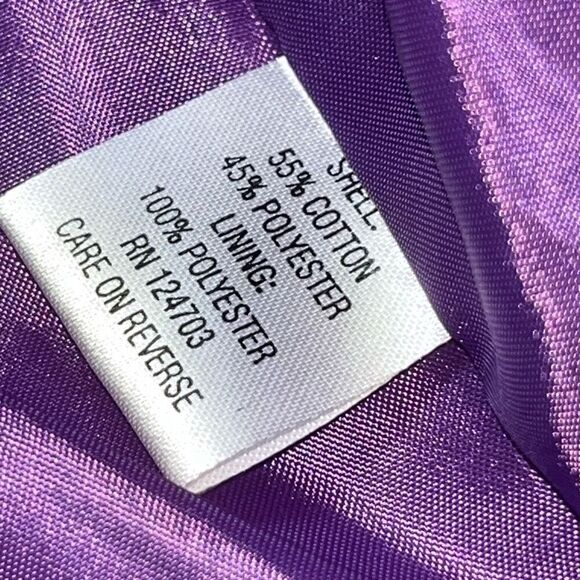 SHELL:
55% COTTON
45% POLYESTER
LINING:
100% POLYESTER
RN 124703
CARE ON REVERSE